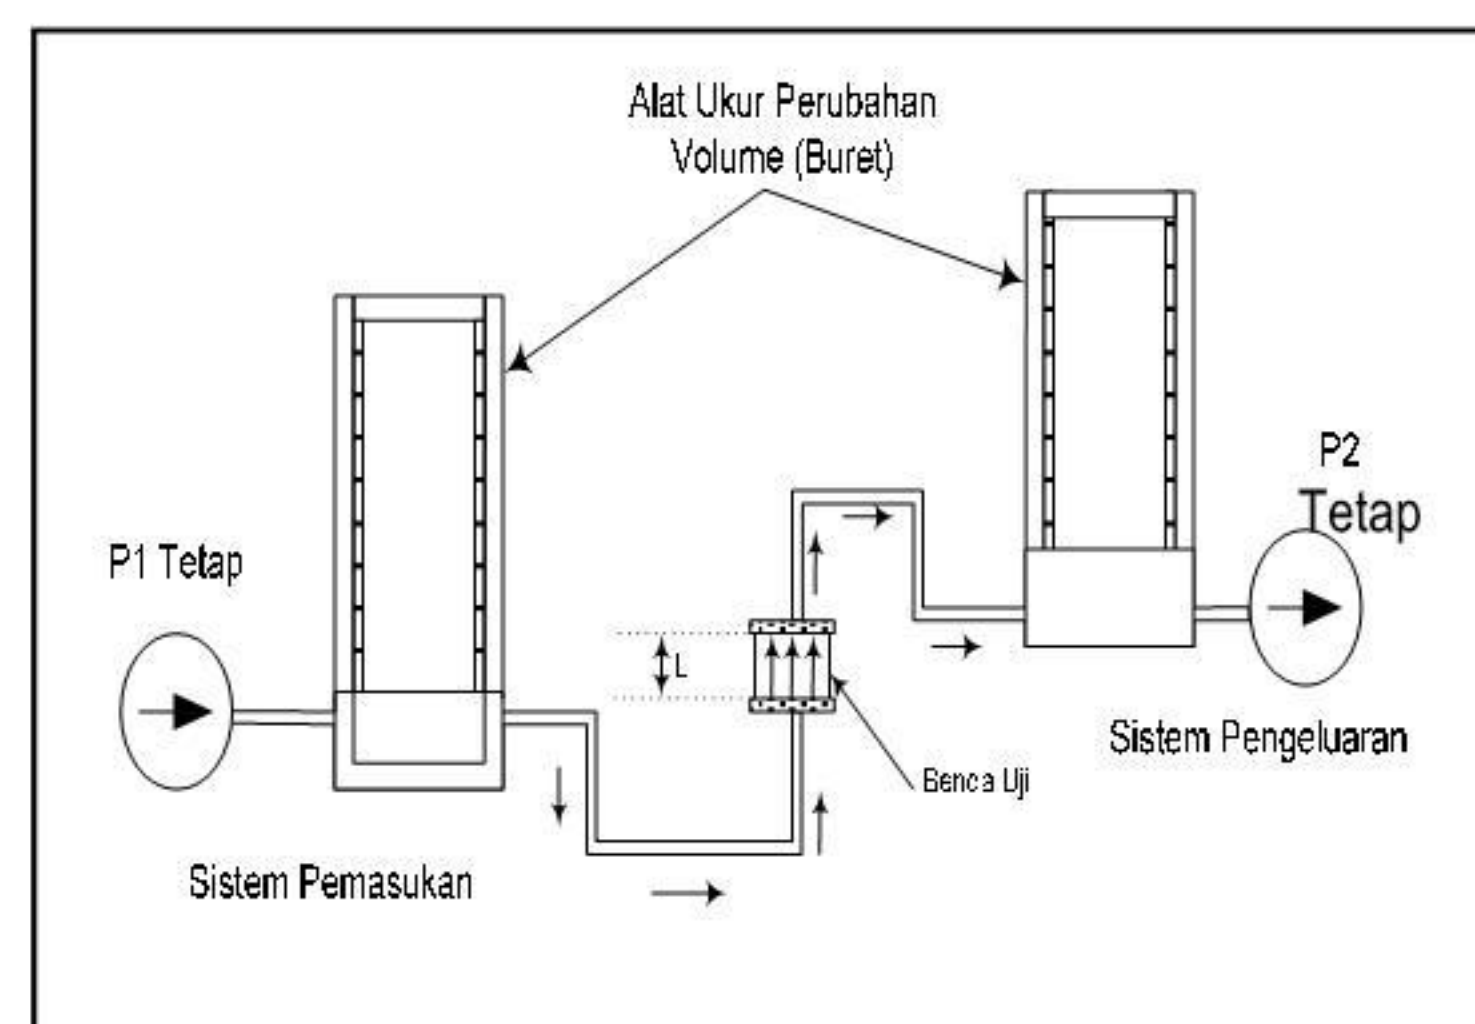 Alat Ukur Perubahan
Volume (Buret)
P2
Tetap
P1 Tetap
L
Sistem Pengeluaran
Benca Uji
Sistem Pemasukan